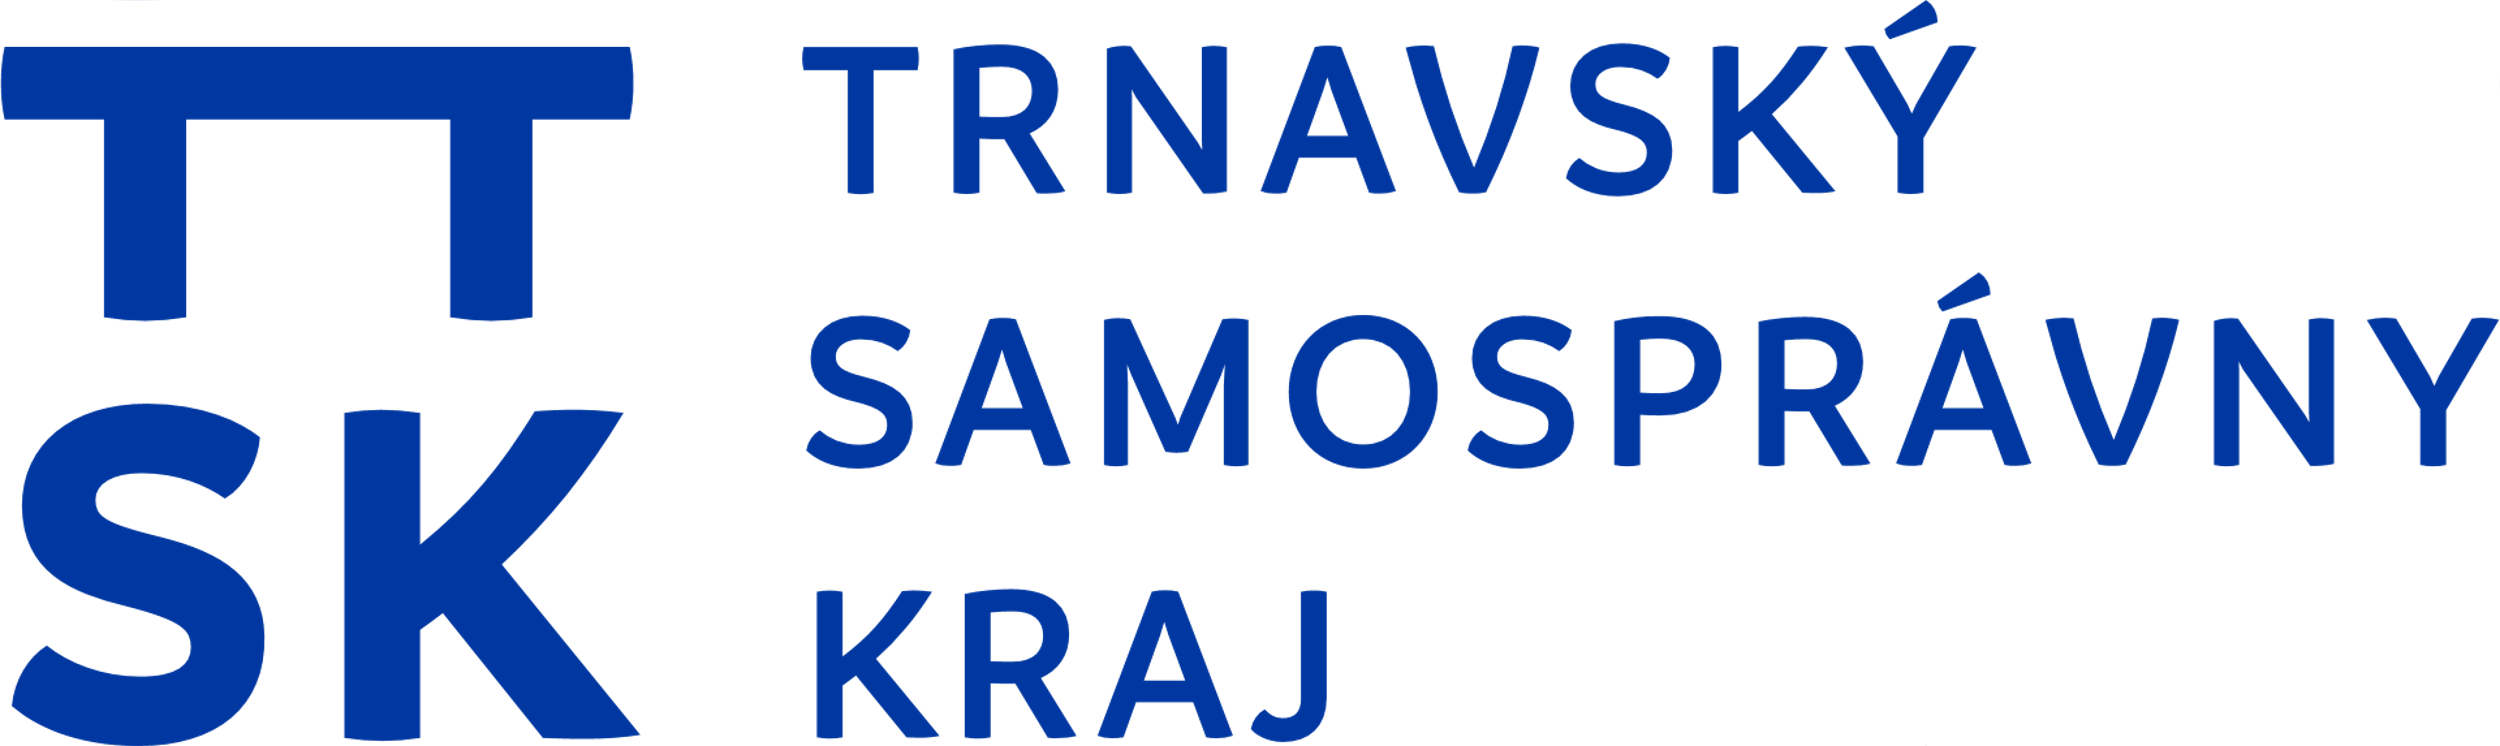 TT
SK
TRNAVSKÝ
SAMOSPRÁVNY
KRAJ